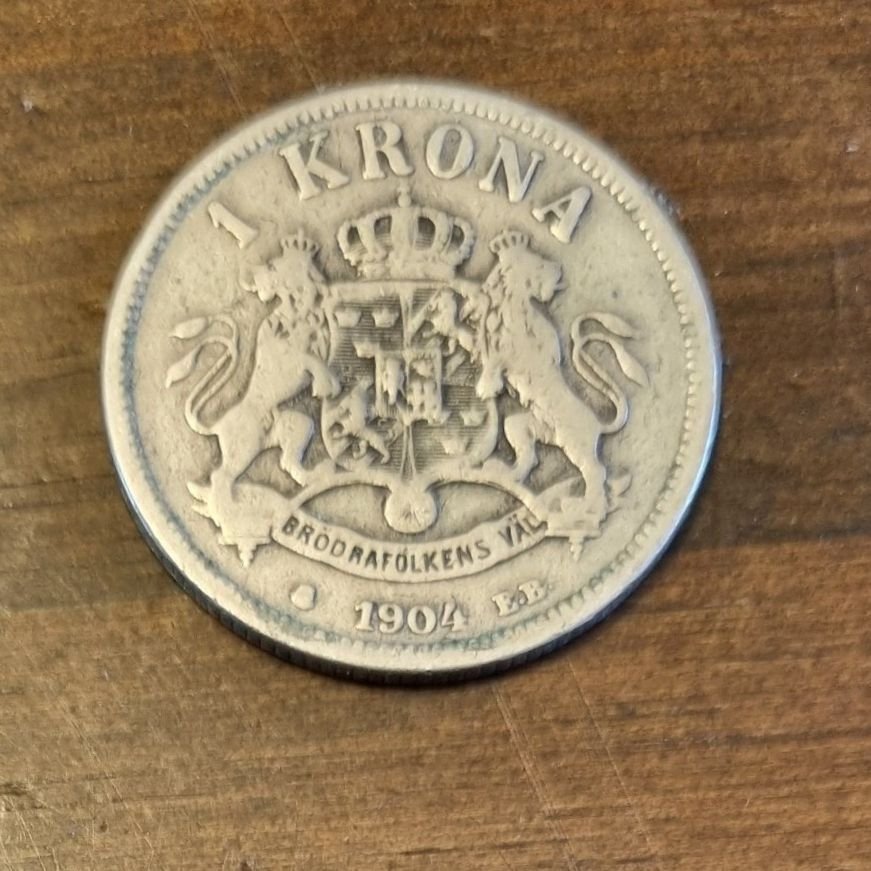 1 KRONA
BRÖDRAFOLKENS VÄL
1904 E.B.